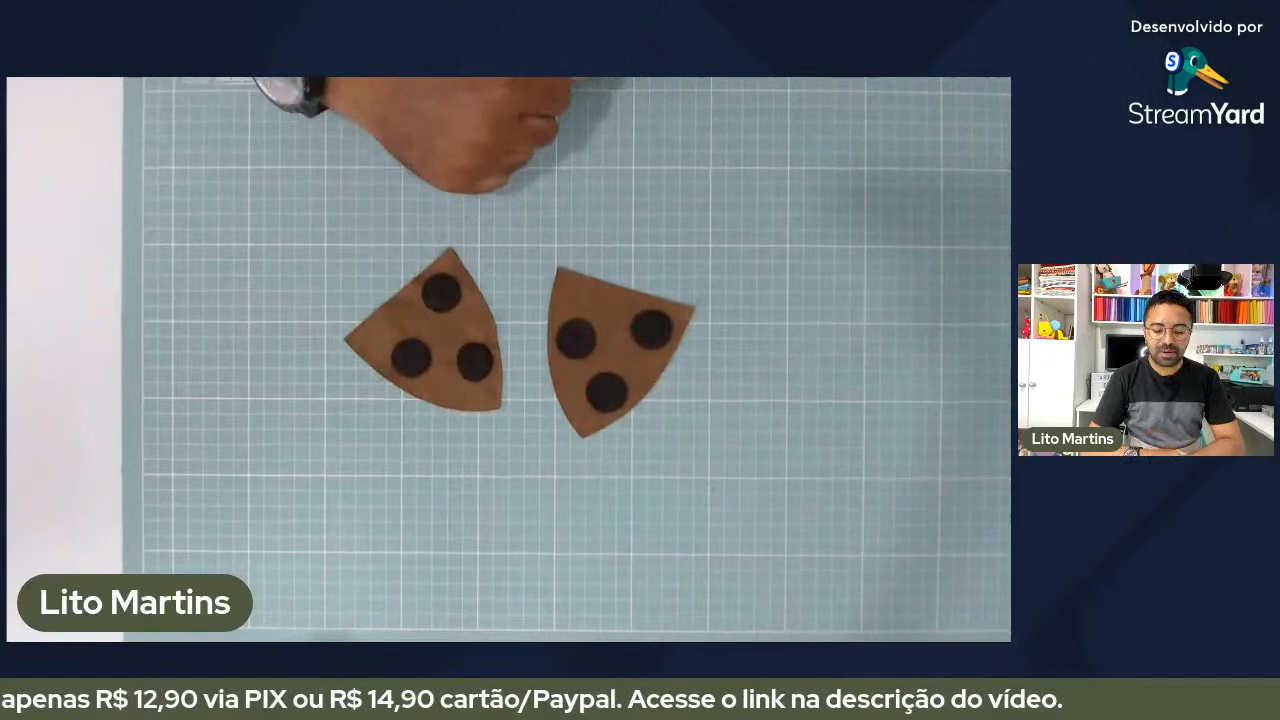 Desenvolvido por
StreamYard
Lito Martins
Lito Martins
apenas R$ 12,90 via PIX ou R$ 14,90 cartão/Paypal. Acesse o link na descrição do vídeo.